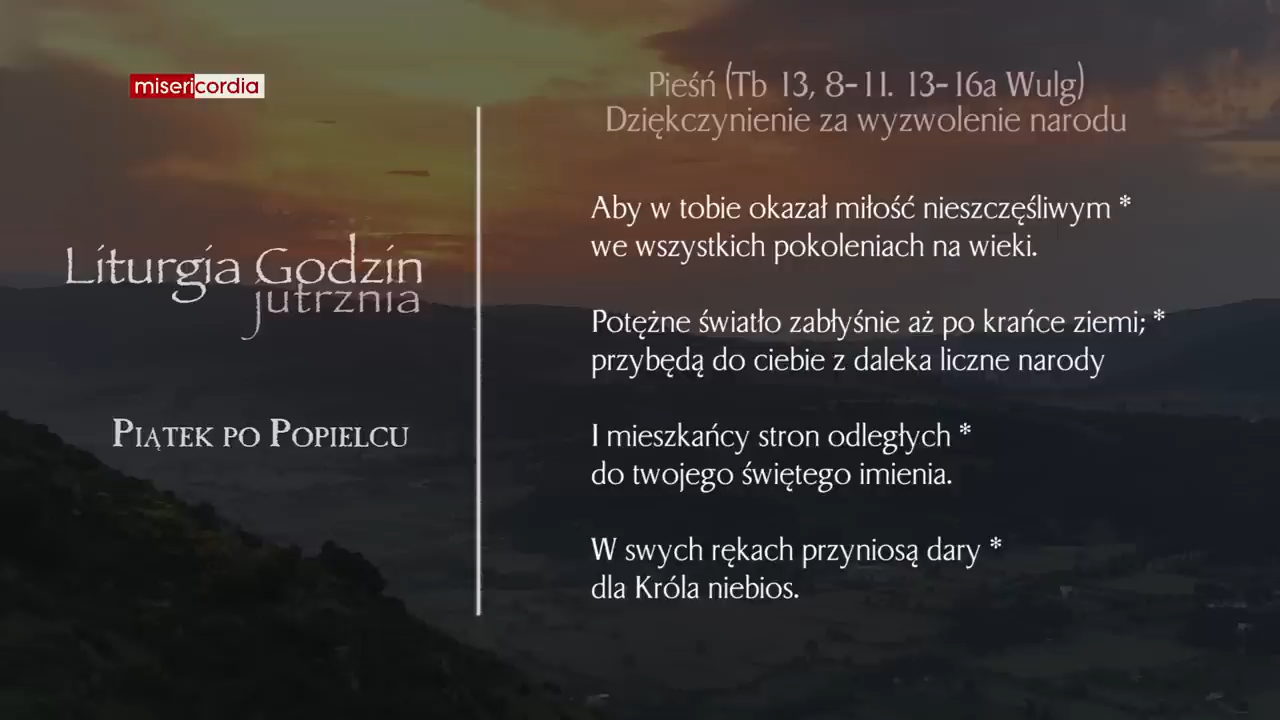 misericordia
Liturgia Godzin
jutrznia
Piątek po Popielcu
Pieśń (Tb 13, 8-11. 13-16a Wulg)
Dziękczynienie za wyzwolenie narodu
Aby w tobie okazał miłość nieszczęśliwym *
we wszystkich pokoleniach na wieki.
Potężne światło zabłyśnie aż po krańce ziemi; *
przybędą do ciebie z daleka liczne narody
I mieszkańcy stron odległych *
do twojego świętego imienia.
W swych rękach przyniosą dary *
dla Króla niebios.